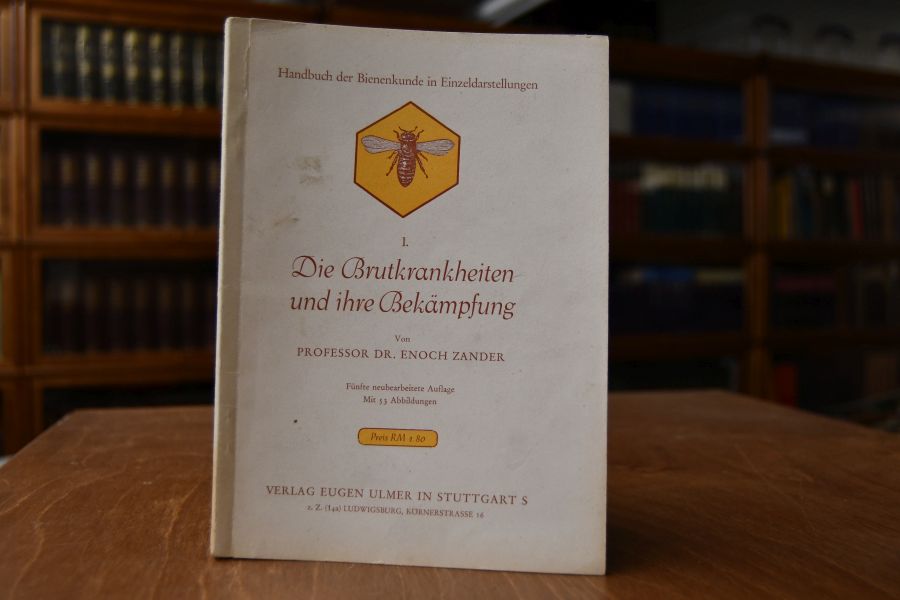 Handbuch der Bienenkunde in Einzeldarstellungen
I.
Die Brutkrankheiten
und ihre Bekämpfung
Von
PROFESSOR DR. ENOCH ZANDER
Fünfte neubearbeitete Auflage
Mit 53 Abbildungen
Preis RM 1 80
VERLAG EUGEN ULMER IN STUTTGART S
z. Z. (14a) LUDWIGSBURG, KÖRNERSTRASSE 16